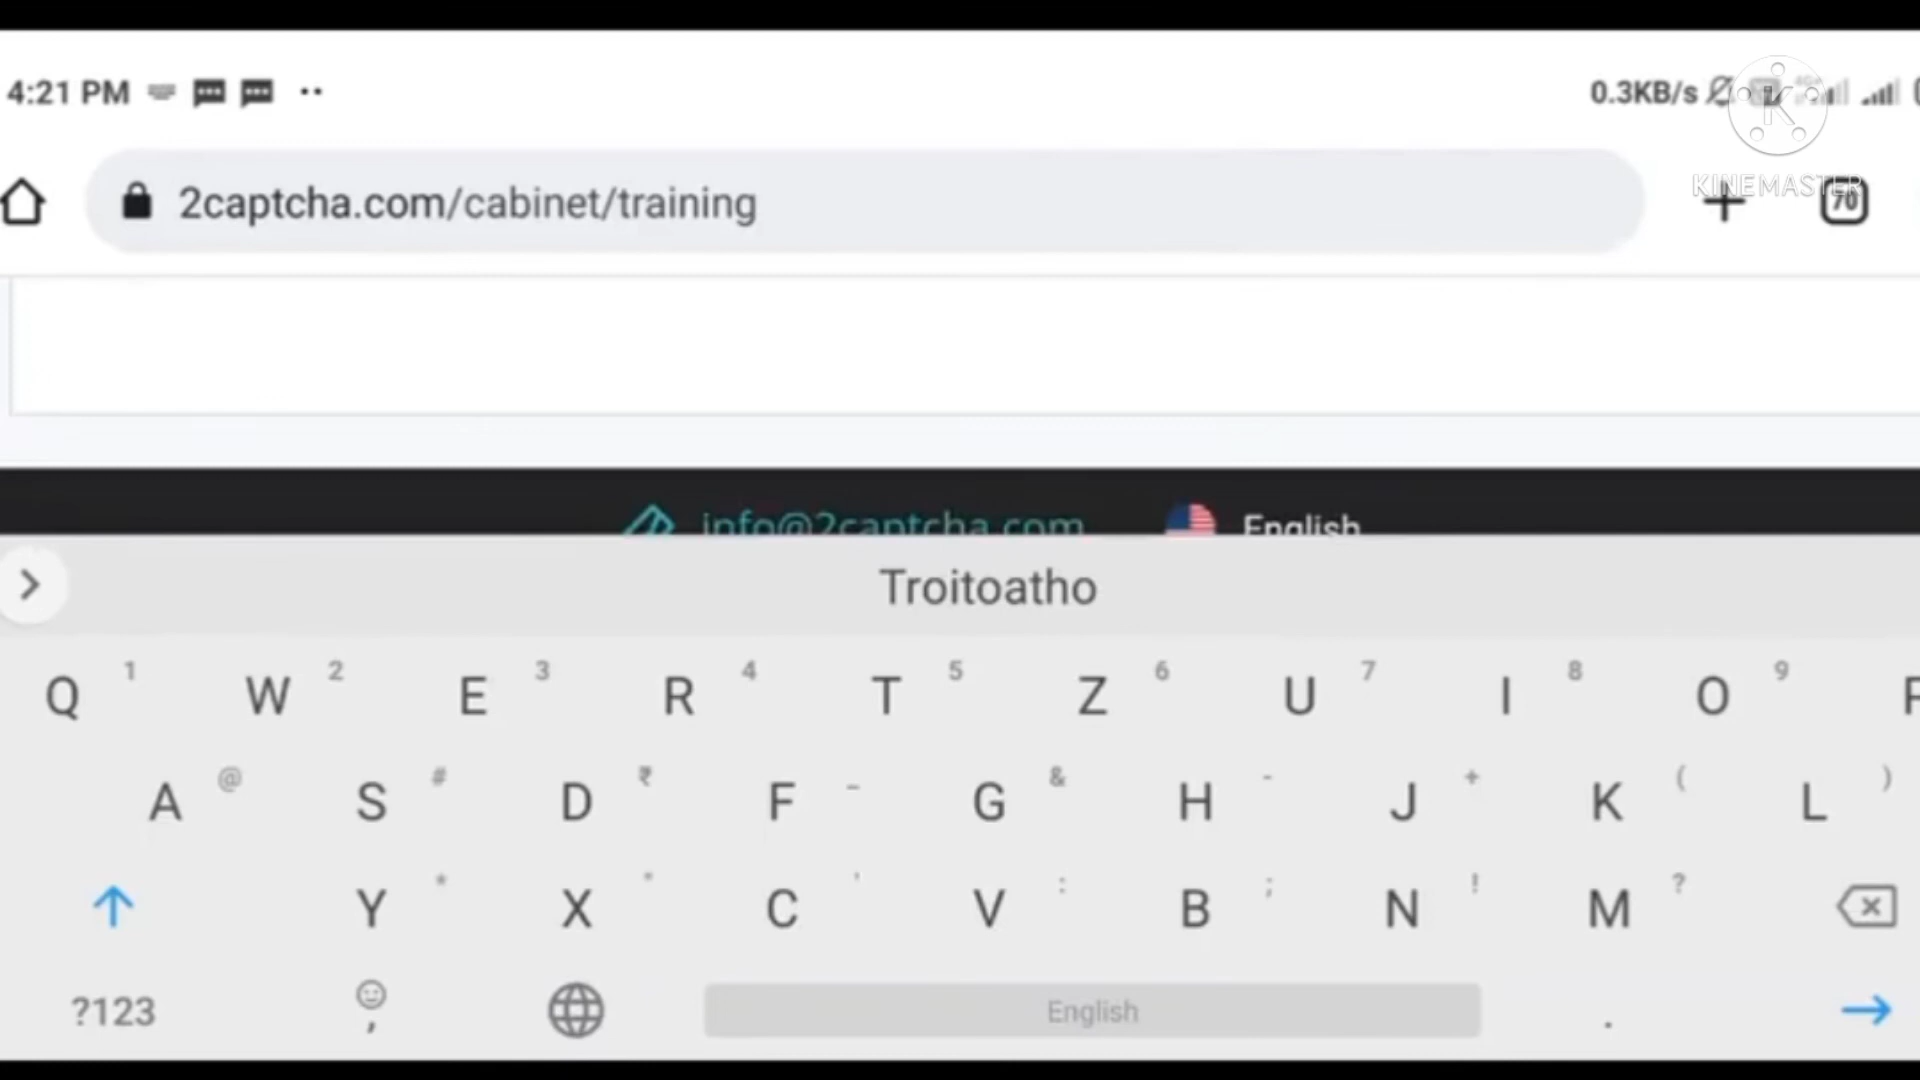 4:21 PM
0.3KB/s
4G+
2captcha.com/cabinet/training
70
KINEMASTER
info@2captcha.com
English
Troitoatho
Q 1 W 2 E 3 R 4 T 5 Z 6 U 7 I 8 O 9 P
A @ S # D ₹ F _ G & H - J + K ( L )
Y * X " C ' V : B ; N ! M ?
?123 , English .